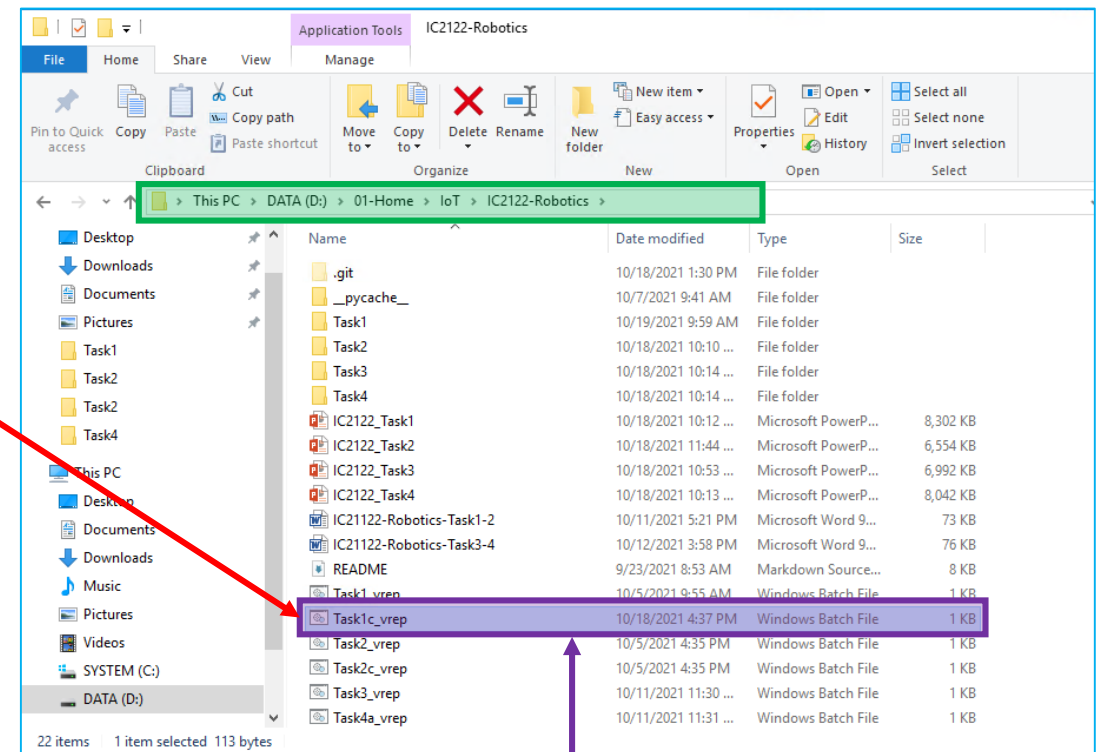 Application Tools IC2122-Robotics
File Home Share View Manage
Pin to Quick access
Copy
Paste
Cut
Copy path
Paste shortcut
Clipboard
Move to
Copy to
Delete
Rename
Organize
New folder
New item
Easy access
New
Properties
Open
Edit
History
Open
Select all
Select none
Invert selection
Select
This PC > DATA (D:) > 01-Home > IoT > IC2122-Robotics >
Desktop
Downloads
Documents
Pictures
Task1
Task2
Task2
Task4
This PC
Desktop
Documents
Downloads
Music
Pictures
Videos
SYSTEM (C:)
DATA (D:)
Name Date modified Type Size
.git 10/18/2021 1:30 PM File folder
__pycache__ 10/7/2021 9:41 AM File folder
Task1 10/19/2021 9:59 AM File folder
Task2 10/18/2021 10:10 ... File folder
Task3 10/18/2021 10:14 ... File folder
Task4 10/18/2021 10:14 ... File folder
IC2122_Task1 10/18/2021 10:12 ... Microsoft PowerP... 8,302 KB
IC2122_Task2 10/18/2021 11:44 ... Microsoft PowerP... 6,554 KB
IC2122_Task3 10/18/2021 10:53 ... Microsoft PowerP... 6,992 KB
IC2122_Task4 10/18/2021 10:13 ... Microsoft PowerP... 8,042 KB
IC21122-Robotics-Task1-2 10/11/2021 5:21 PM Microsoft Word 9... 73 KB
IC21122-Robotics-Task3-4 10/12/2021 3:58 PM Microsoft Word 9... 76 KB
README 9/23/2021 8:53 AM Markdown Source... 8 KB
Task1_vrep 10/5/2021 9:55 AM Windows Batch File 1 KB
Task1c_vrep 10/18/2021 4:37 PM Windows Batch File 1 KB
Task2_vrep 10/5/2021 4:35 PM Windows Batch File 1 KB
Task2c_vrep 10/5/2021 4:35 PM Windows Batch File 1 KB
Task3_vrep 10/11/2021 11:30 ... Windows Batch File 1 KB
Task4a_vrep 10/11/2021 11:31 ... Windows Batch File 1 KB
22 items 1 item selected 113 bytes